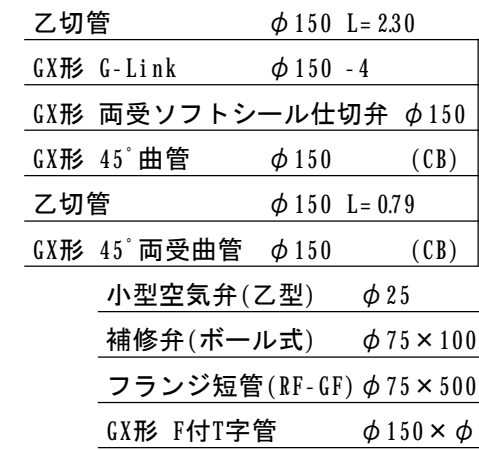 乙切管 φ150 L=2.30
GX形 G-Link φ150 -4
GX形 両受ソフトシール仕切弁 φ150
GX形 45°曲管 φ150 (CB)
乙切管 φ150 L=0.79
GX形 45°両受曲管 φ150 (CB)
小型空気弁(乙型) φ25
補修弁(ボール式) φ75×100
フランジ短管(RF-GF) φ75×500
GX形 F付T字管 φ150×φ